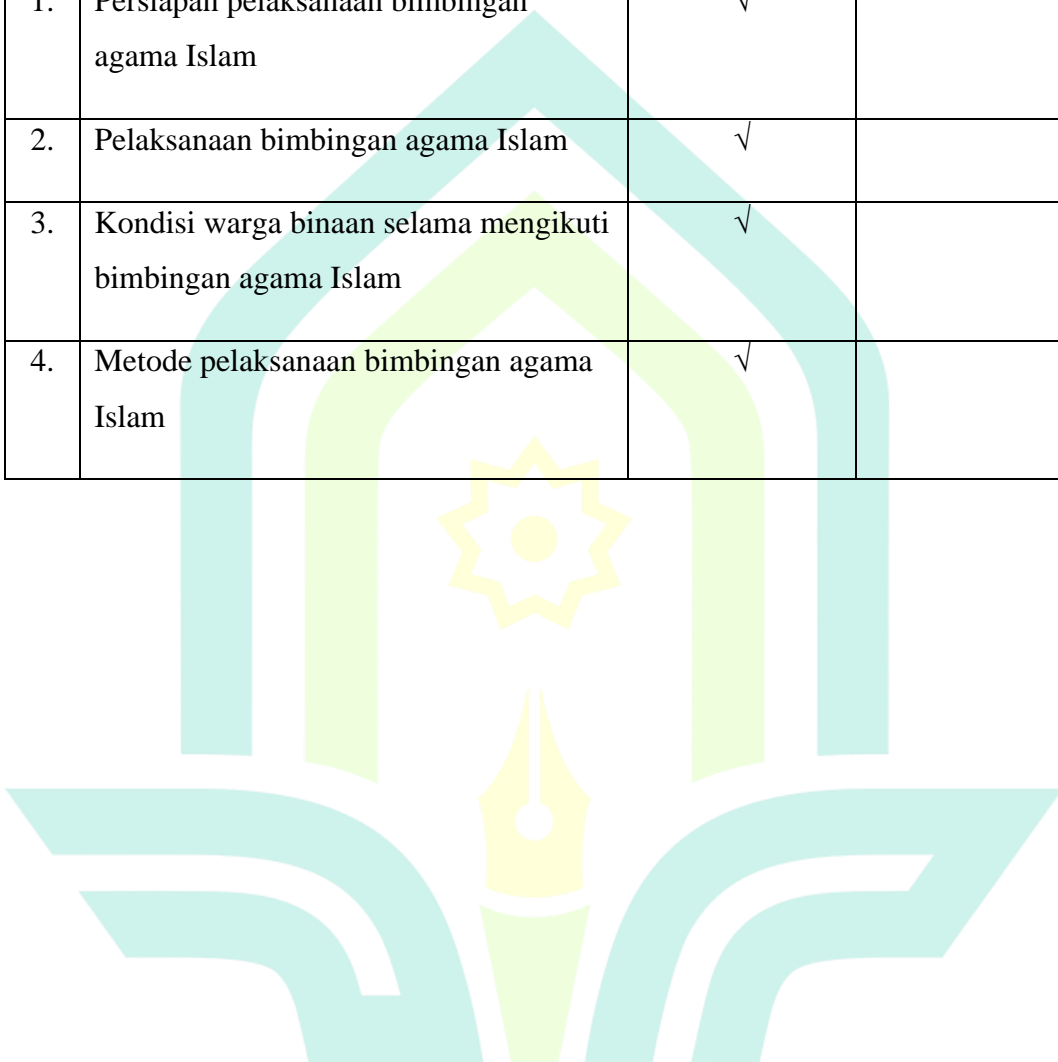 1. Persiapan pelaksanaan bimbingan √
agama Islam
2. Pelaksanaan bimbingan agama Islam √
3. Kondisi warga binaan selama mengikuti √
bimbingan agama Islam
4. Metode pelaksanaan bimbingan agama √
Islam